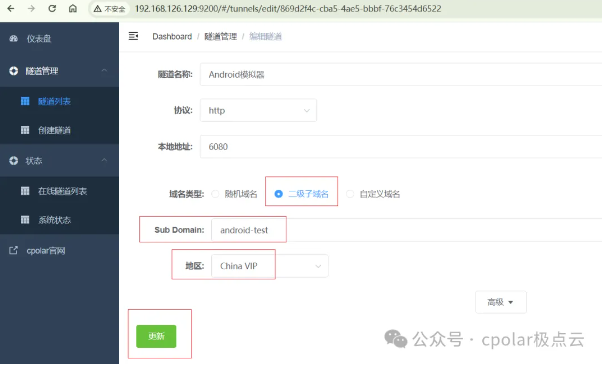 不安全 192.168.126.129:9200/#/tunnels/edit/869d2f4c-cba5-4ae5-bbbf-76c3454d6522
仪表盘
隧道管理
隧道列表
创建隧道
状态
在线隧道列表
系统状态
cpolar官网
Dashboard / 隧道管理 / 编辑隧道
隧道名称: Android模拟器
协议: http
本地地址: 6080
域名类型: 随机域名 二级子域名 自定义域名
Sub Domain: android-test
地区: China VIP
高级
更新
公众号 · cpolar极点云